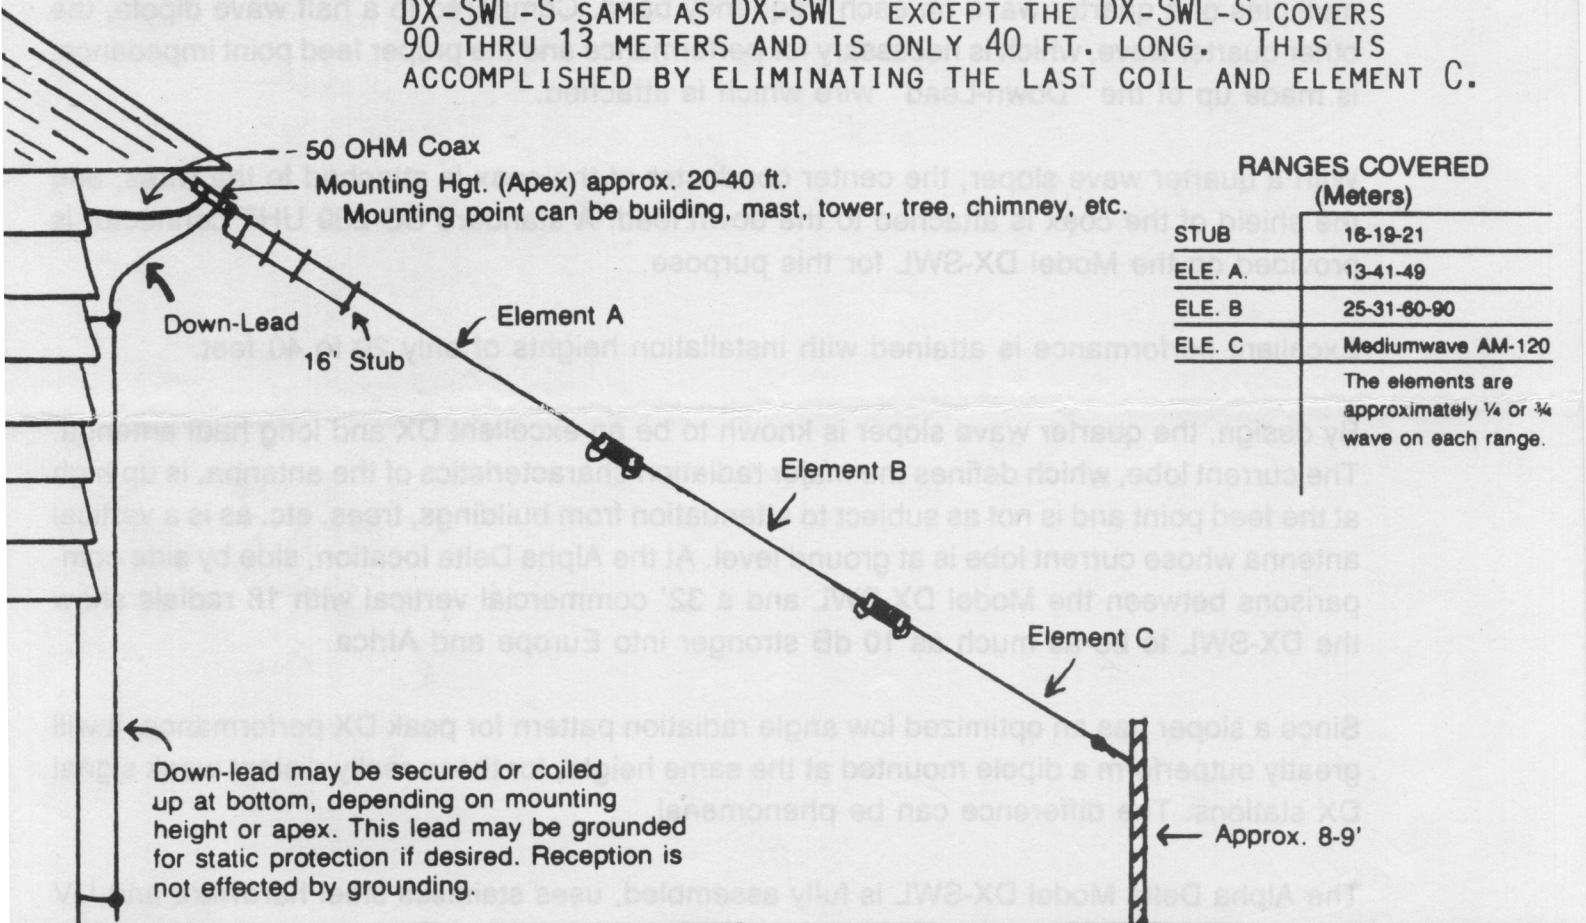 DX-SWL-S SAME AS DX-SWL EXCEPT THE DX-SWL-S COVERS
90 THRU 13 METERS AND IS ONLY 40 FT. LONG. THIS IS
ACCOMPLISHED BY ELIMINATING THE LAST COIL AND ELEMENT C.
50 OHM Coax
Mounting Hgt. (Apex) approx. 20-40 ft.
Mounting point can be building, mast, tower, tree, chimney, etc.
RANGES COVERED
(Meters)
STUB 16-19-21
ELE. A. 13-41-49
ELE. B 25-31-60-90
ELE. C Mediumwave AM-120
The elements are
approximately ¼ or ¾
wave on each range.
Down-Lead
16' Stub
Element A
Element B
Element C
Down-lead may be secured or coiled
up at bottom, depending on mounting
height or apex. This lead may be grounded
for static protection if desired. Reception is
not effected by grounding.
Approx. 8-9'